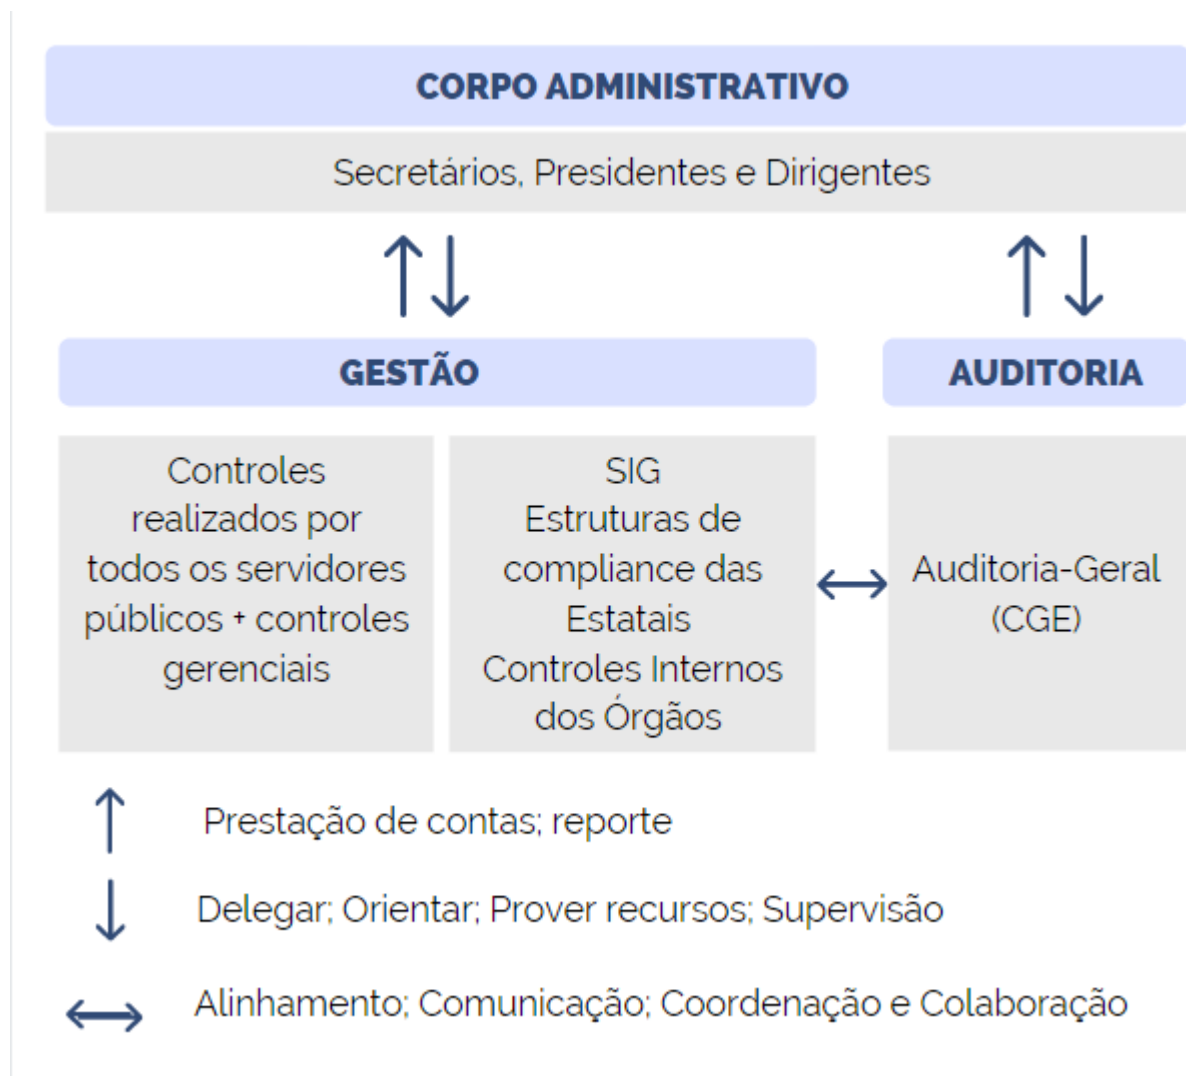 CORPO ADMINISTRATIVO
Secretários, Presidentes e Dirigentes
GESTÃO
AUDITORIA
Controles
realizados por
todos os servidores
públicos + controles
gerenciais
SIG
Estruturas de
compliance das
Estatais
Controles Internos
dos Órgãos
Auditoria-Geral
(CGE)
Prestação de contas; reporte
Delegar; Orientar; Prover recursos; Supervisão
Alinhamento; Comunicação; Coordenação e Colaboração